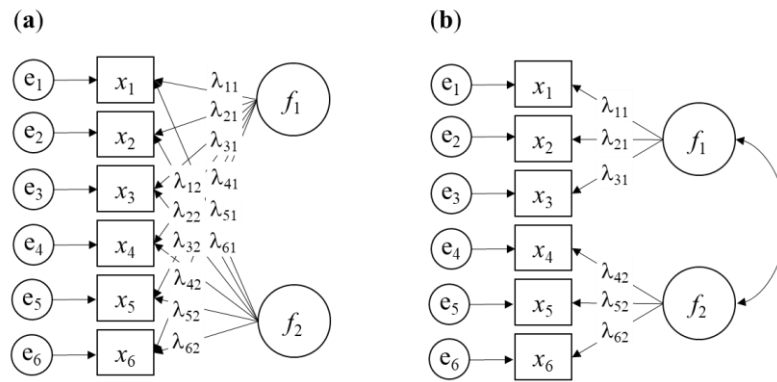 (a)
e1 x1 λ11 f1
e2 x2 λ21
λ31
e3 x3 λ12 λ41
λ22 λ51
e4 x4 λ32 λ61
λ42
e5 x5 λ52 f2
e6 x6 λ62
(b)
e1 x1 λ11
e2 x2 λ21 f1
e3 x3 λ31
e4 x4 λ42
e5 x5 λ52 f2
e6 x6 λ62